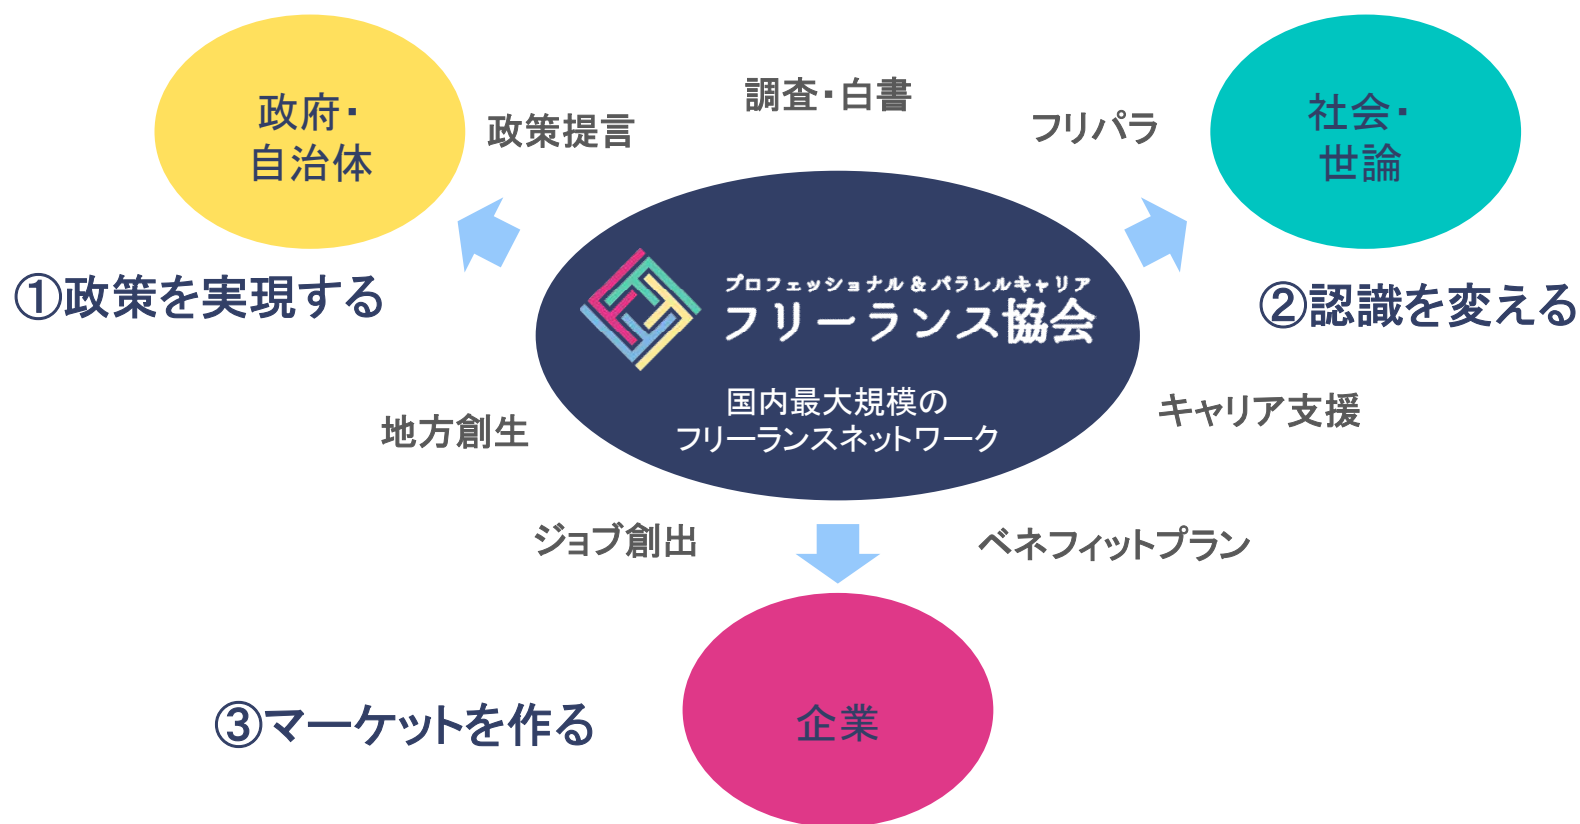 政府・
自治体
政策提言
調査・白書
フリパラ
社会・
世論
①政策を実現する
プロフェッショナル&パラレルキャリア
フリーランス協会
②認識を変える
国内最大規模の
フリーランスネットワーク
地方創生
キャリア支援
ジョブ創出
ベネフィットプラン
③マーケットを作る
企業